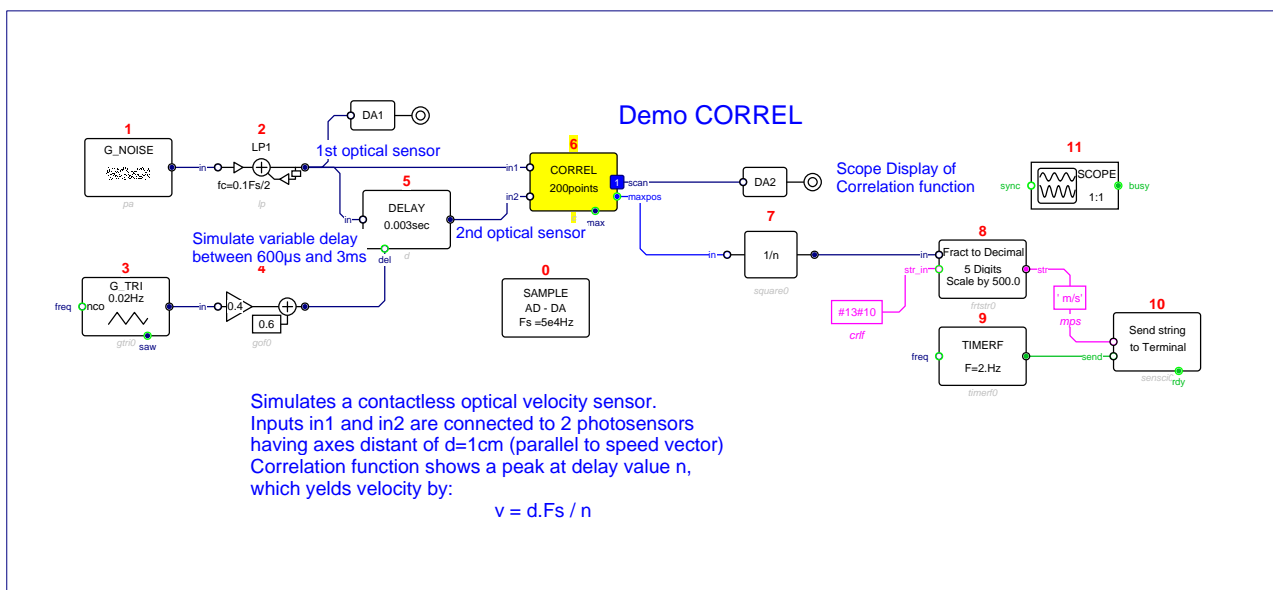 Demo CORREL
1
G_NOISE
pa
in
2
LP1
fc=0.1Fs/2
lp
DA1
1st optical sensor
5
DELAY
0.003sec
in
del
d
2nd optical sensor
Simulate variable delay
between 600µs and 3ms
3
G_TRI
0.02Hz
freq
nco
gtri0
saw
4
in
0.4
0.6
gof0
6
CORREL
200points
in1
in2
1
scan
maxpos
max
0
SAMPLE
AD - DA
Fs =5e4Hz
DA2
Scope Display of
Correlation function
7
in
1/n
square0
8
Fract to Decimal
5 Digits
Scale by 500.0
in
str_in
str
frtstr0
#13#10
crlf
' m/s'
mps
9
TIMERF
F=2.Hz
freq
timerf0
10
Send string
to Terminal
send
rdy
11
SCOPE
1:1
sync
busy
Simulates a contactless optical velocity sensor.
Inputs in1 and in2 are connected to 2 photosensors
having axes distant of d=1cm (parallel to speed vector)
Correlation function shows a peak at delay value n,
which yelds velocity by:
v = d.Fs / n